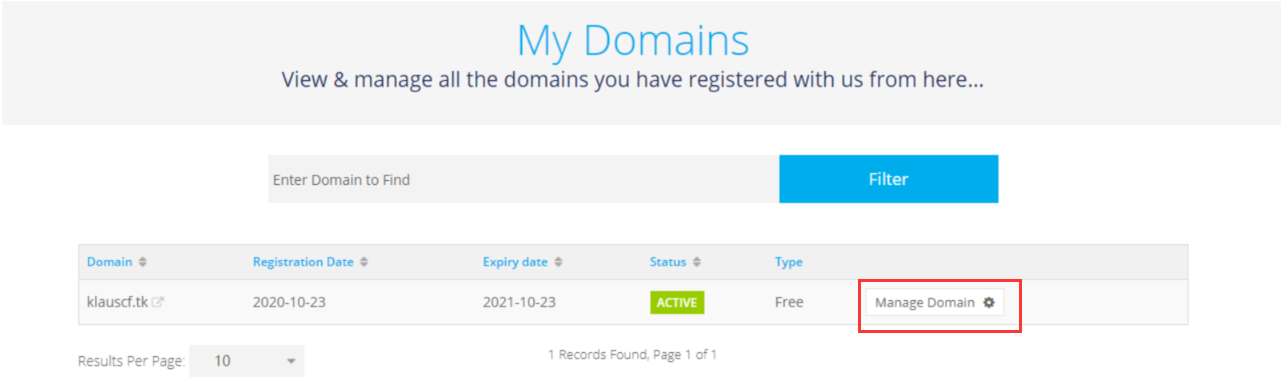 My Domains
View & manage all the domains you have registered with us from here...
Enter Domain to Find Filter
Domain Registration Date Expiry date Status Type
klauscf.tk 2020-10-23 2021-10-23 ACTIVE Free Manage Domain
Results Per Page: 10 1 Records Found, Page 1 of 1